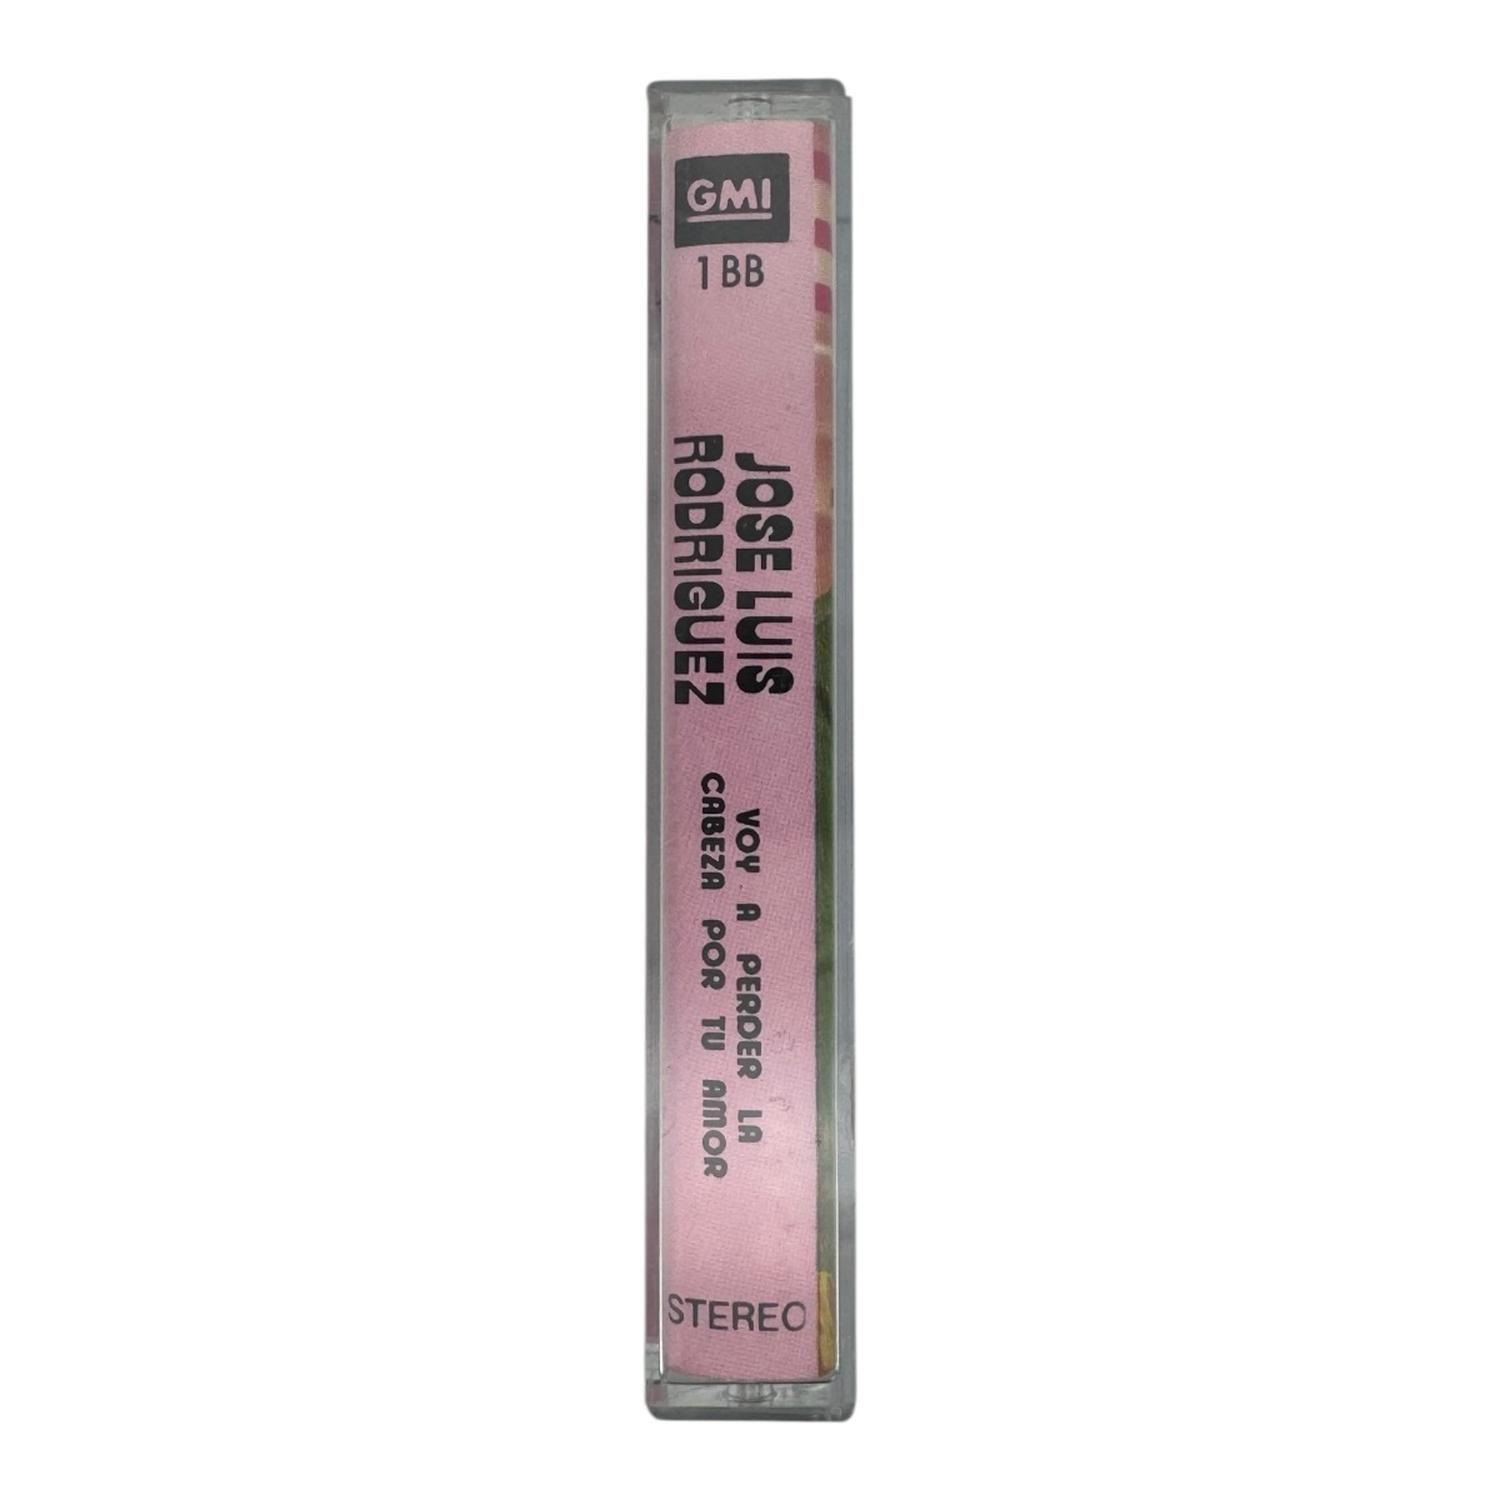 GMI
1 BB
JOSE LUIS
RODRIGUEZ
VOY A PERDER LA
CABEZA POR TU AMOR
STEREO